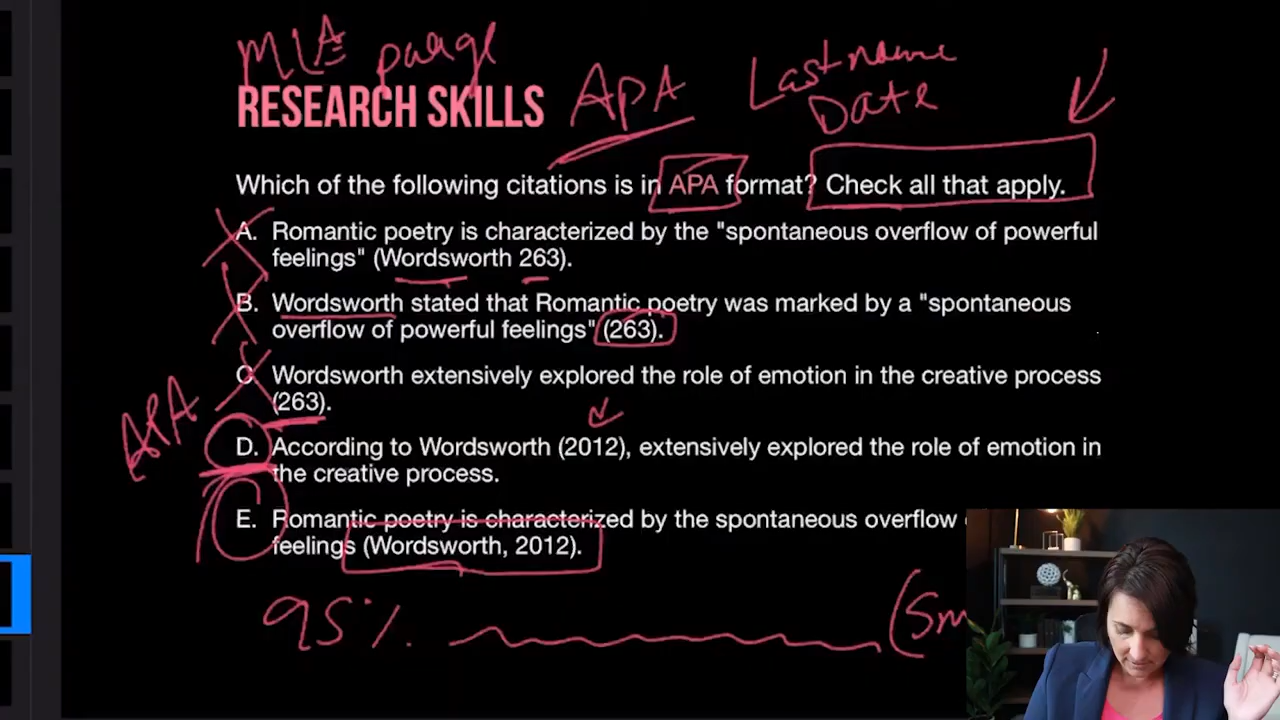 MLA page
RESEARCH SKILLS APA Last name
Date
Which of the following citations is in APA format? Check all that apply.
A. Romantic poetry is characterized by the "spontaneous overflow of powerful
feelings" (Wordsworth 263).
B. Wordsworth stated that Romantic poetry was marked by a "spontaneous
overflow of powerful feelings" (263).
C. Wordsworth extensively explored the role of emotion in the creative process
(263).
APA
D. According to Wordsworth (2012), extensively explored the role of emotion in
the creative process.
E. Romantic poetry is characterized by the spontaneous overflow
feelings (Wordsworth, 2012).
95%. (Sm